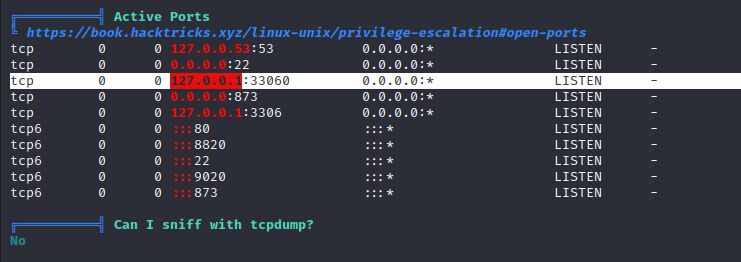 Active Ports
https://book.hacktricks.xyz/linux-unix/privilege-escalation#open-ports
tcp 0 0 127.0.0.53:53 0.0.0.0:* LISTEN -
tcp 0 0 0.0.0.0:22 0.0.0.0:* LISTEN -
tcp 0 0 127.0.0.1:33060 0.0.0.0:* LISTEN -
tcp 0 0 0.0.0.0:873 0.0.0.0:* LISTEN -
tcp 0 0 127.0.0.1:3306 0.0.0.0:* LISTEN -
tcp6 0 0 :::80 :::* LISTEN -
tcp6 0 0 :::8820 :::* LISTEN -
tcp6 0 0 :::22 :::* LISTEN -
tcp6 0 0 :::9020 :::* LISTEN -
tcp6 0 0 :::873 :::* LISTEN -
Can I sniff with tcpdump?
No